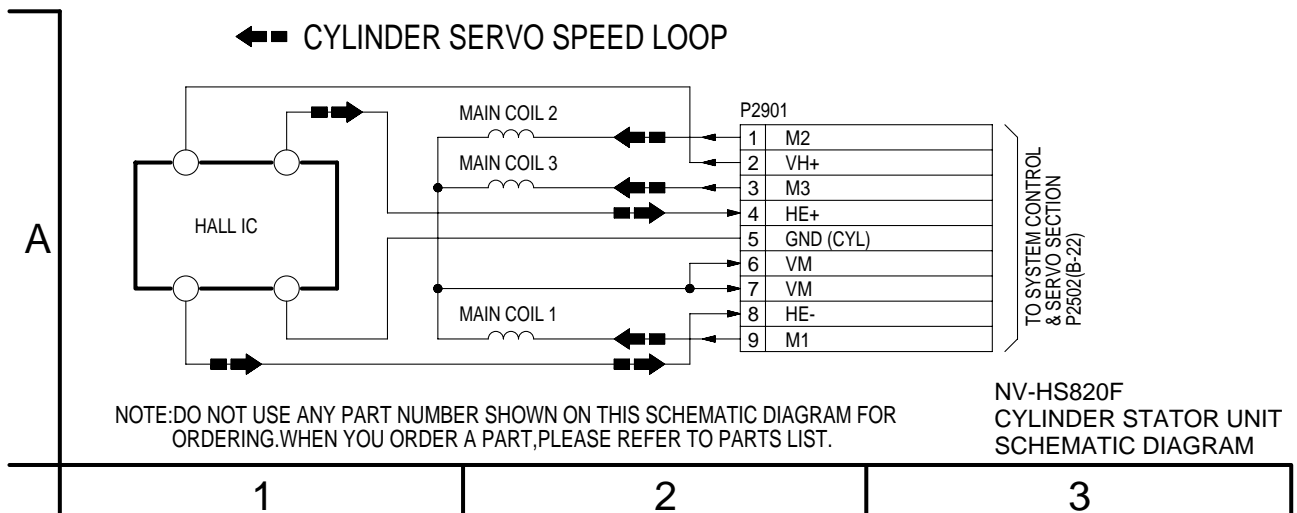 CYLINDER SERVO SPEED LOOP
P2901
MAIN COIL 2
1 M2
2 VH+
MAIN COIL 3
3 M3
4 HE+
HALL IC
5 GND (CYL)
6 VM
7 VM
8 HE-
MAIN COIL 1
9 M1
TO SYSTEM CONTROL
& SERVO SECTION
P2502(B-22)
A
NOTE:DO NOT USE ANY PART NUMBER SHOWN ON THIS SCHEMATIC DIAGRAM FOR
ORDERING.WHEN YOU ORDER A PART,PLEASE REFER TO PARTS LIST.
NV-HS820F
CYLINDER STATOR UNIT
SCHEMATIC DIAGRAM
1
2
3